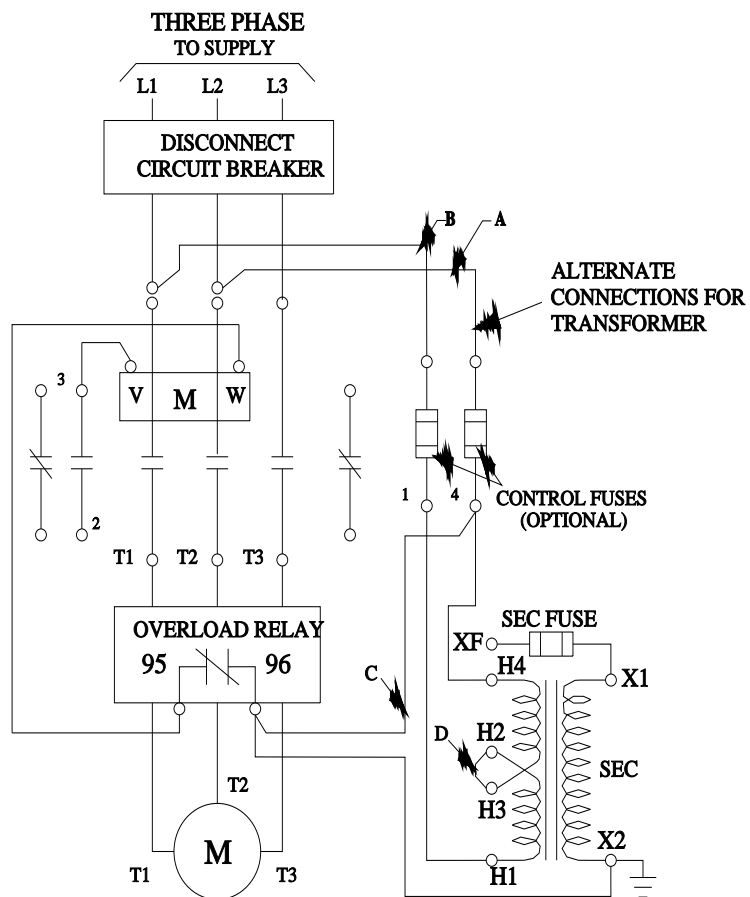 THREE PHASE
TO SUPPLY
L1 L2 L3
DISCONNECT
CIRCUIT BREAKER
B A
ALTERNATE
CONNECTIONS FOR
TRANSFORMER
3
V M W
1 4
CONTROL FUSES
(OPTIONAL)
2
T1 T2 T3
OVERLOAD RELAY
95 96
SEC FUSE
XF
H4
X1
C
D
H2
SEC
H3
T2
X2
M
T1 T3
H1